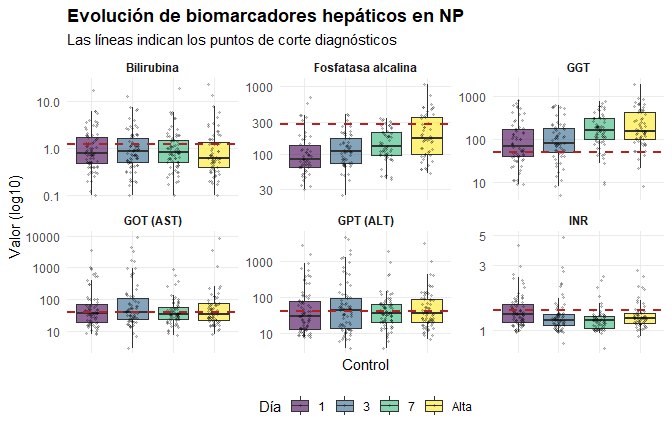 Evolución de biomarcadores hepáticos en NP
Las líneas indican los puntos de corte diagnósticos
Bilirubina
Fosfatasa alcalina
GGT
10.0
1.0
0.1
1000
300
100
30
1000
100
10
GOT (AST)
GPT (ALT)
INR
10000
1000
100
10
1000
100
10
5
3
1
Valor (log10)
Control
Día 1 3 7 Alta